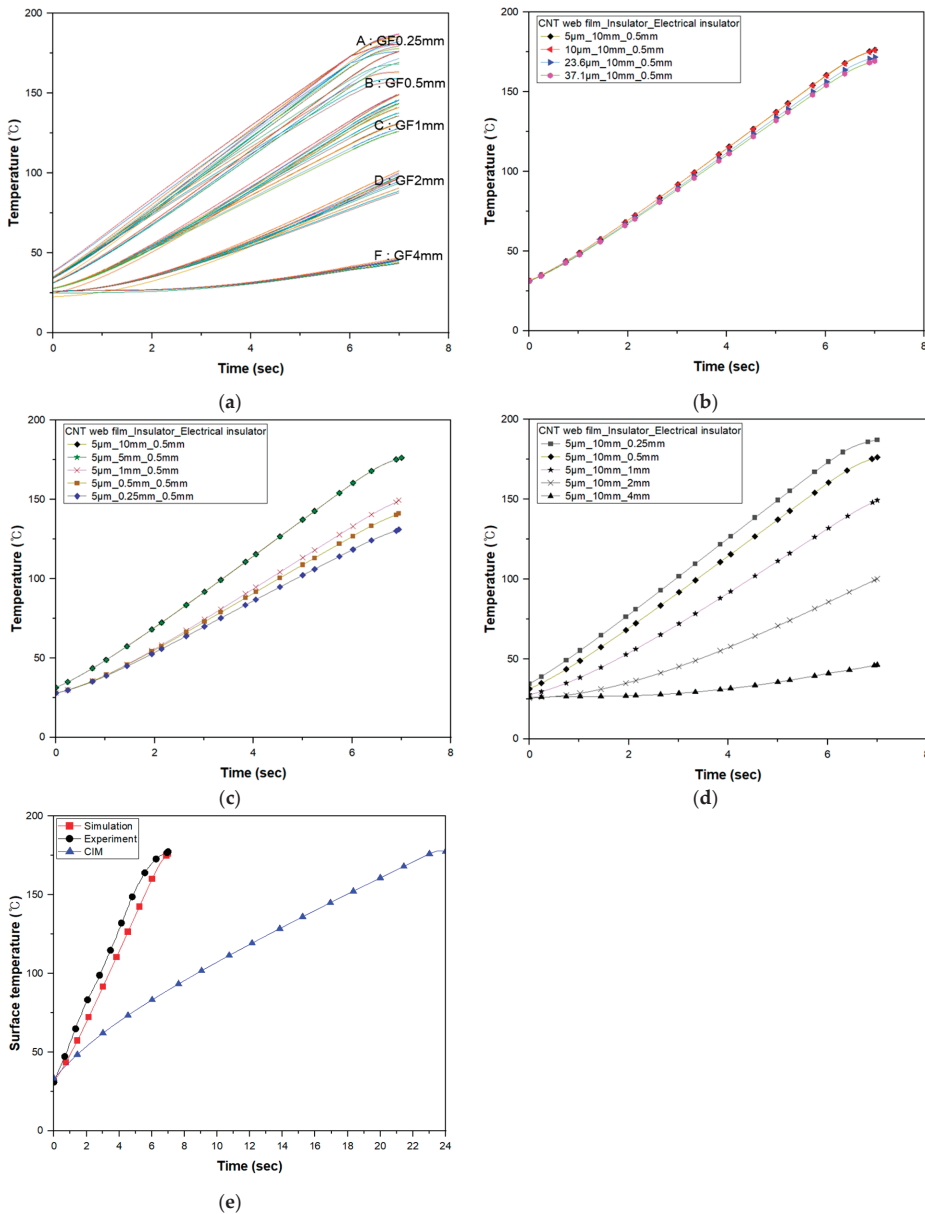 200
150
100
50
0
Temperature (℃)
A : GF0.25mm
B : GF0.5mm
C : GF1mm
D : GF2mm
F : GF4mm
0 2 4 6 8
Time (sec)
(a)
200
150
100
50
0
Temperature (℃)
CNT web film_Insulator_Electrical insulator
5µm_10mm_0.5mm
10µm_10mm_0.5mm
23.6µm_10mm_0.5mm
37.1µm_10mm_0.5mm
0 2 4 6 8
Time (sec)
(b)
200
150
100
50
0
Temperature (℃)
CNT web film_Insulator_Electrical insulator
5µm_10mm_0.5mm
5µm_5mm_0.5mm
5µm_1mm_0.5mm
5µm_0.5mm_0.5mm
5µm_0.25mm_0.5mm
0 2 4 6 8
Time (sec)
(c)
200
150
100
50
0
Temperature (℃)
CNT web film_Insulator_Electrical insulator
5µm_10mm_0.25mm
5µm_10mm_0.5mm
5µm_10mm_1mm
5µm_10mm_2mm
5µm_10mm_4mm
0 2 4 6 8
Time (sec)
(d)
200
150
100
50
0
Surface temperature (℃)
Simulation
Experiment
CIM
0 2 4 6 8 9 11 13 14 16 18 20 21 23 24
Time (sec)
(e)